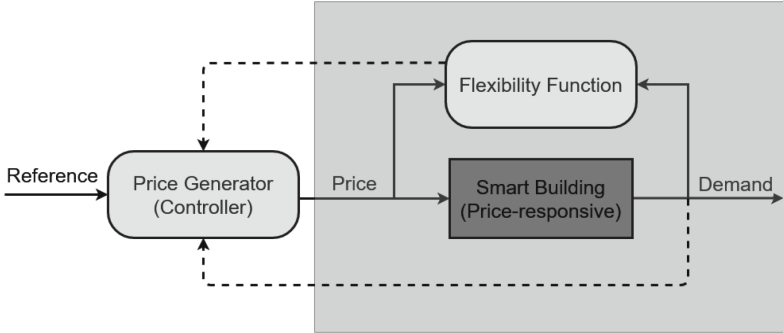 Flexibility Function
Reference
Price Generator
(Controller)
Price
Smart Building
(Price-responsive)
Demand